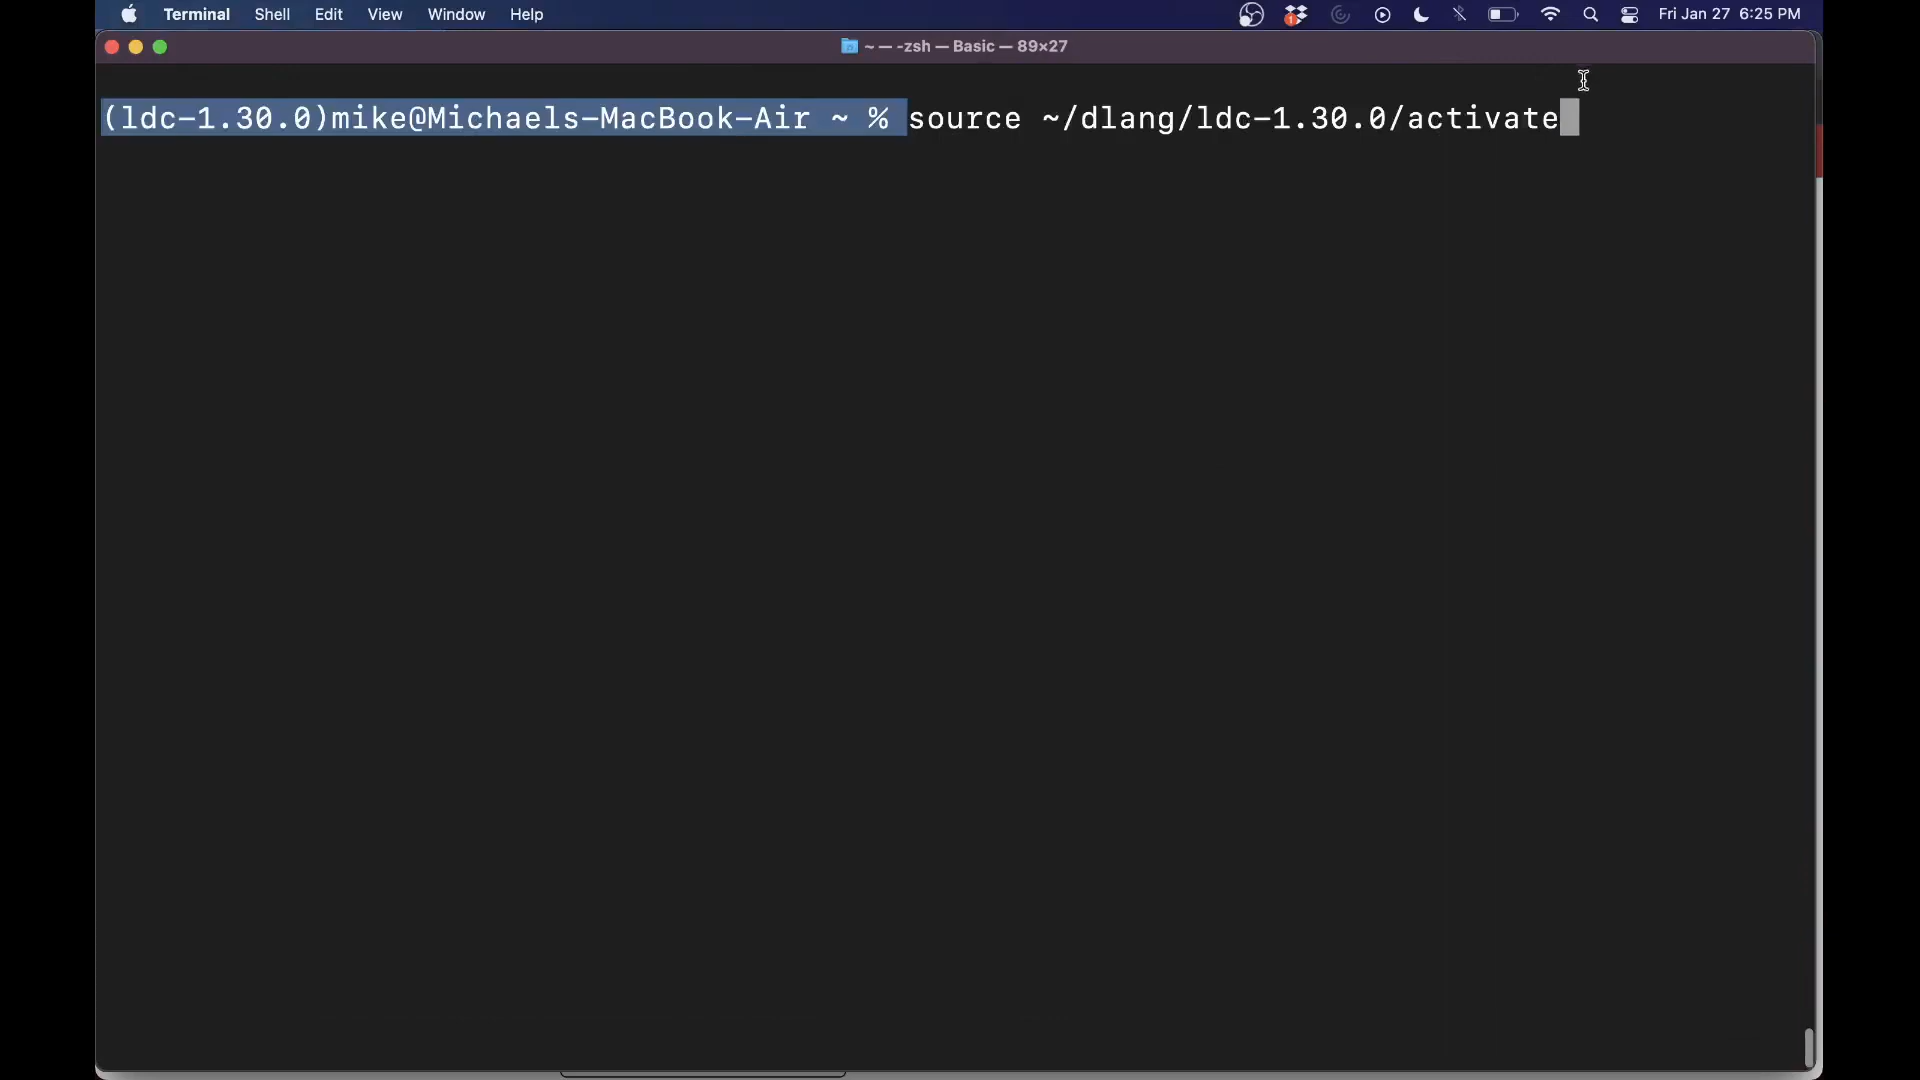 Terminal Shell Edit View Window Help Fri Jan 27 6:25 PM
~ — -zsh — Basic — 89×27
(ldc-1.30.0)mike@Michaels-MacBook-Air ~ % source ~/dlang/ldc-1.30.0/activate